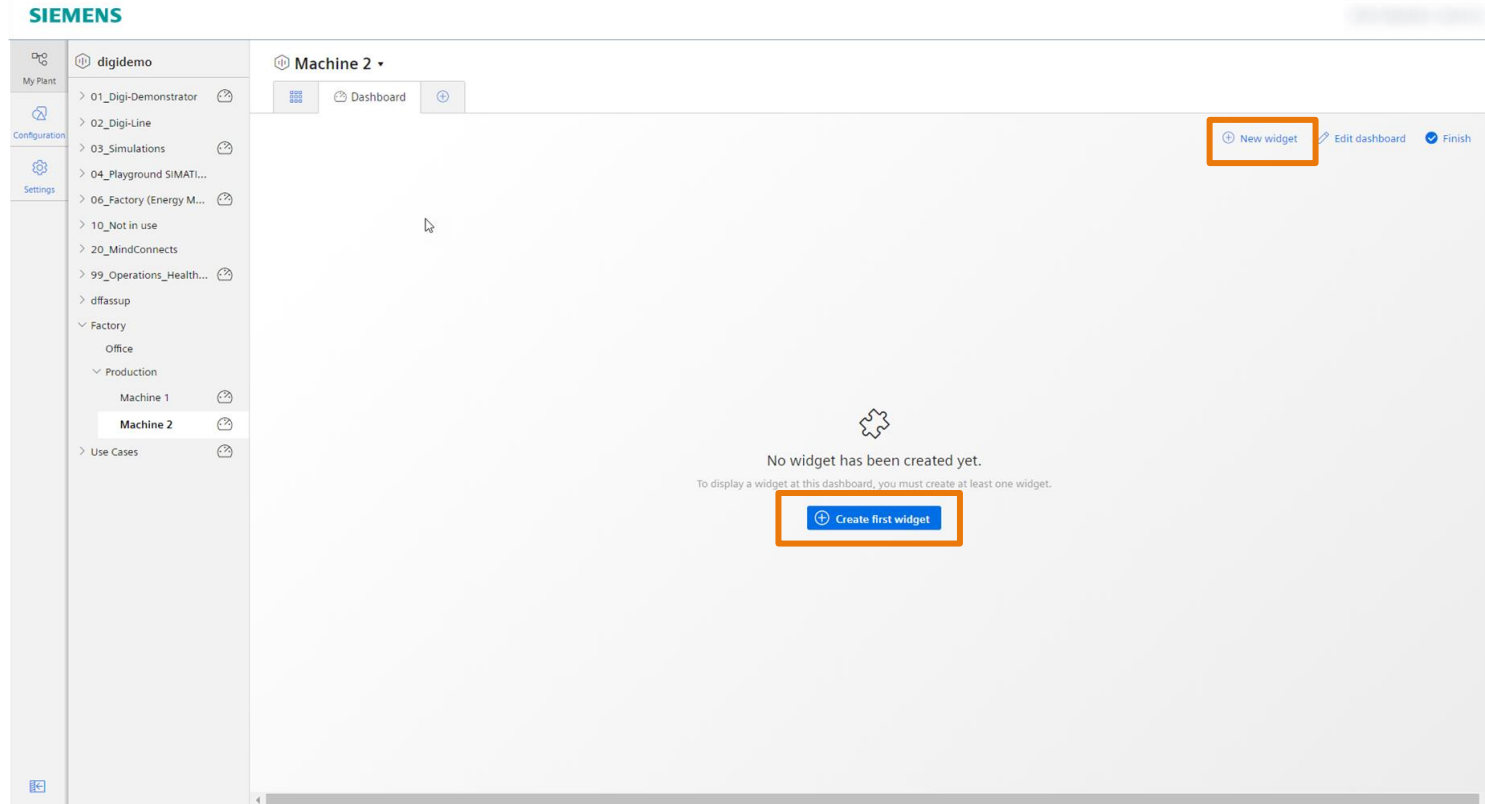 SIEMENS
My Plant
Configuration
Settings
digidemo
01_Digi-Demonstrator
02_Digi-Line
03_Simulations
04_Playground SIMATI...
06_Factory (Energy M...
10_Not in use
20_MindConnects
99_Operations_Health...
dffassup
Factory
Office
Production
Machine 1
Machine 2
Use Cases
Machine 2
Dashboard
New widget
Edit dashboard
Finish
No widget has been created yet.
To display a widget at this dashboard, you must create at least one widget.
Create first widget